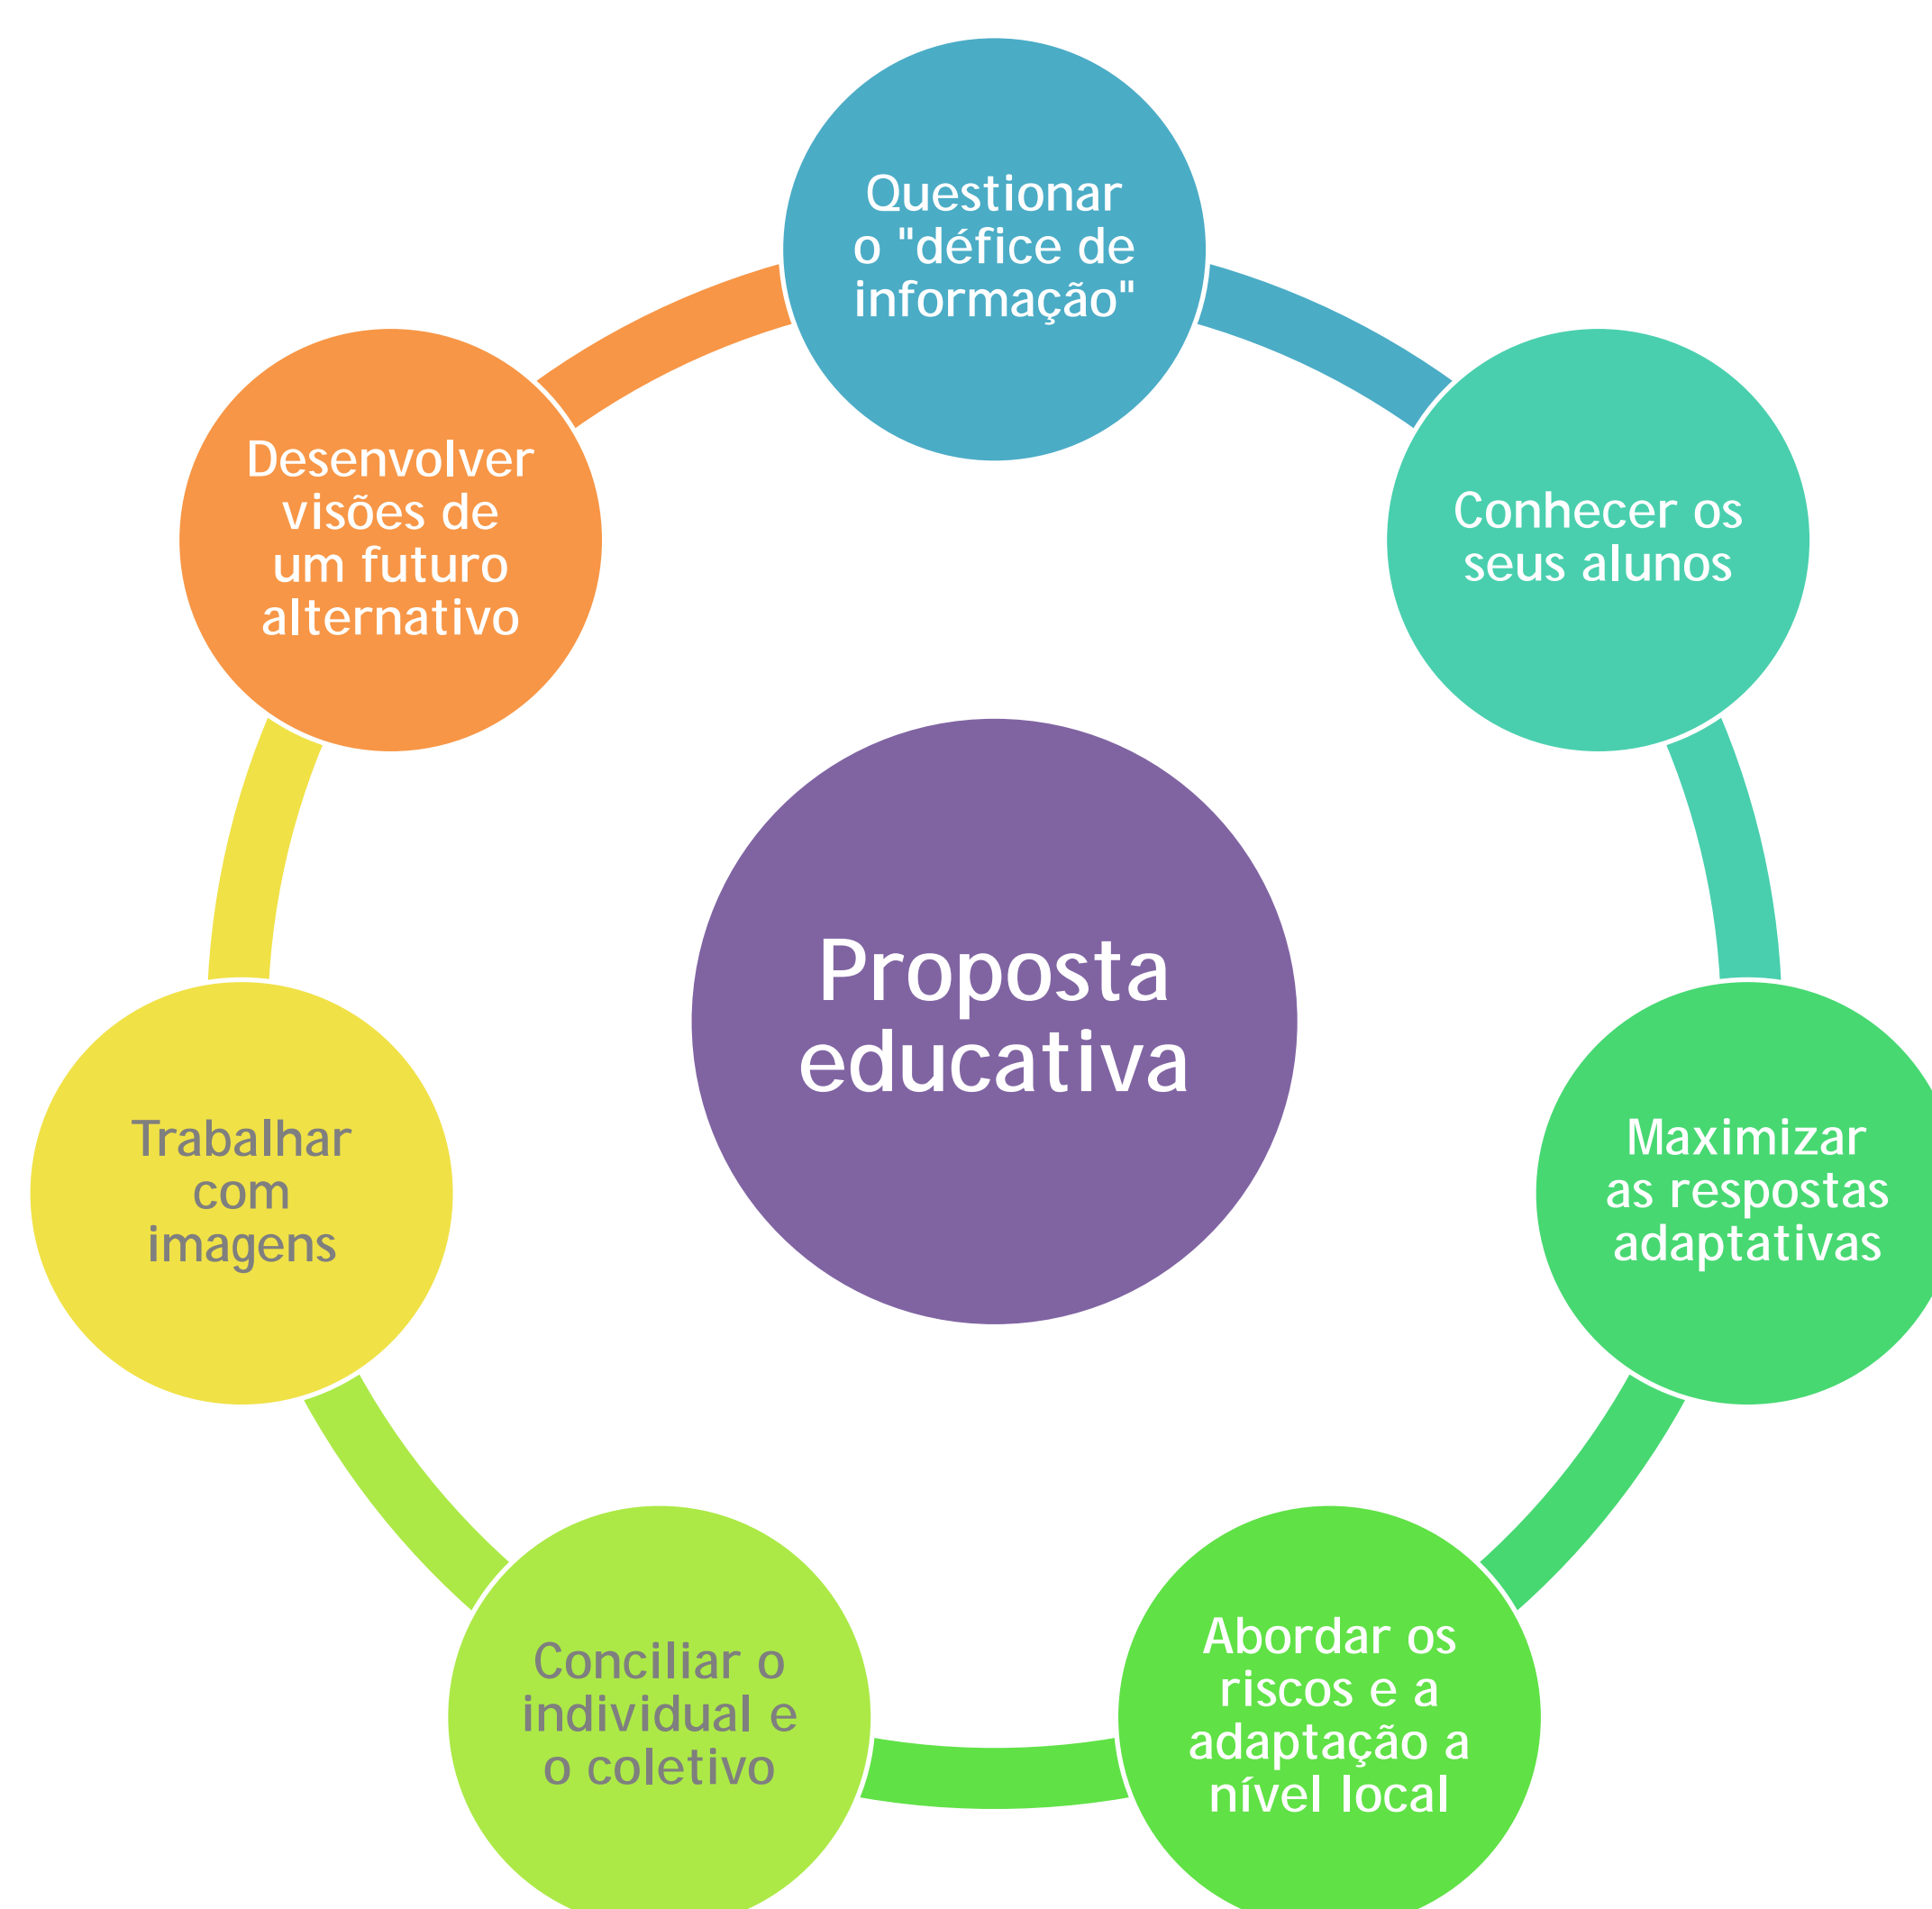 Questionar
o "défice de
informação"
Conhecer os
seus alunos
Maximizar
as respostas
adaptativas
Abordar os
riscos e a
adaptação a
nível local
Conciliar o
individual e
o coletivo
Trabalhar
com
imagens
Desenvolver
visões de
um futuro
alternativo
Proposta
educativa